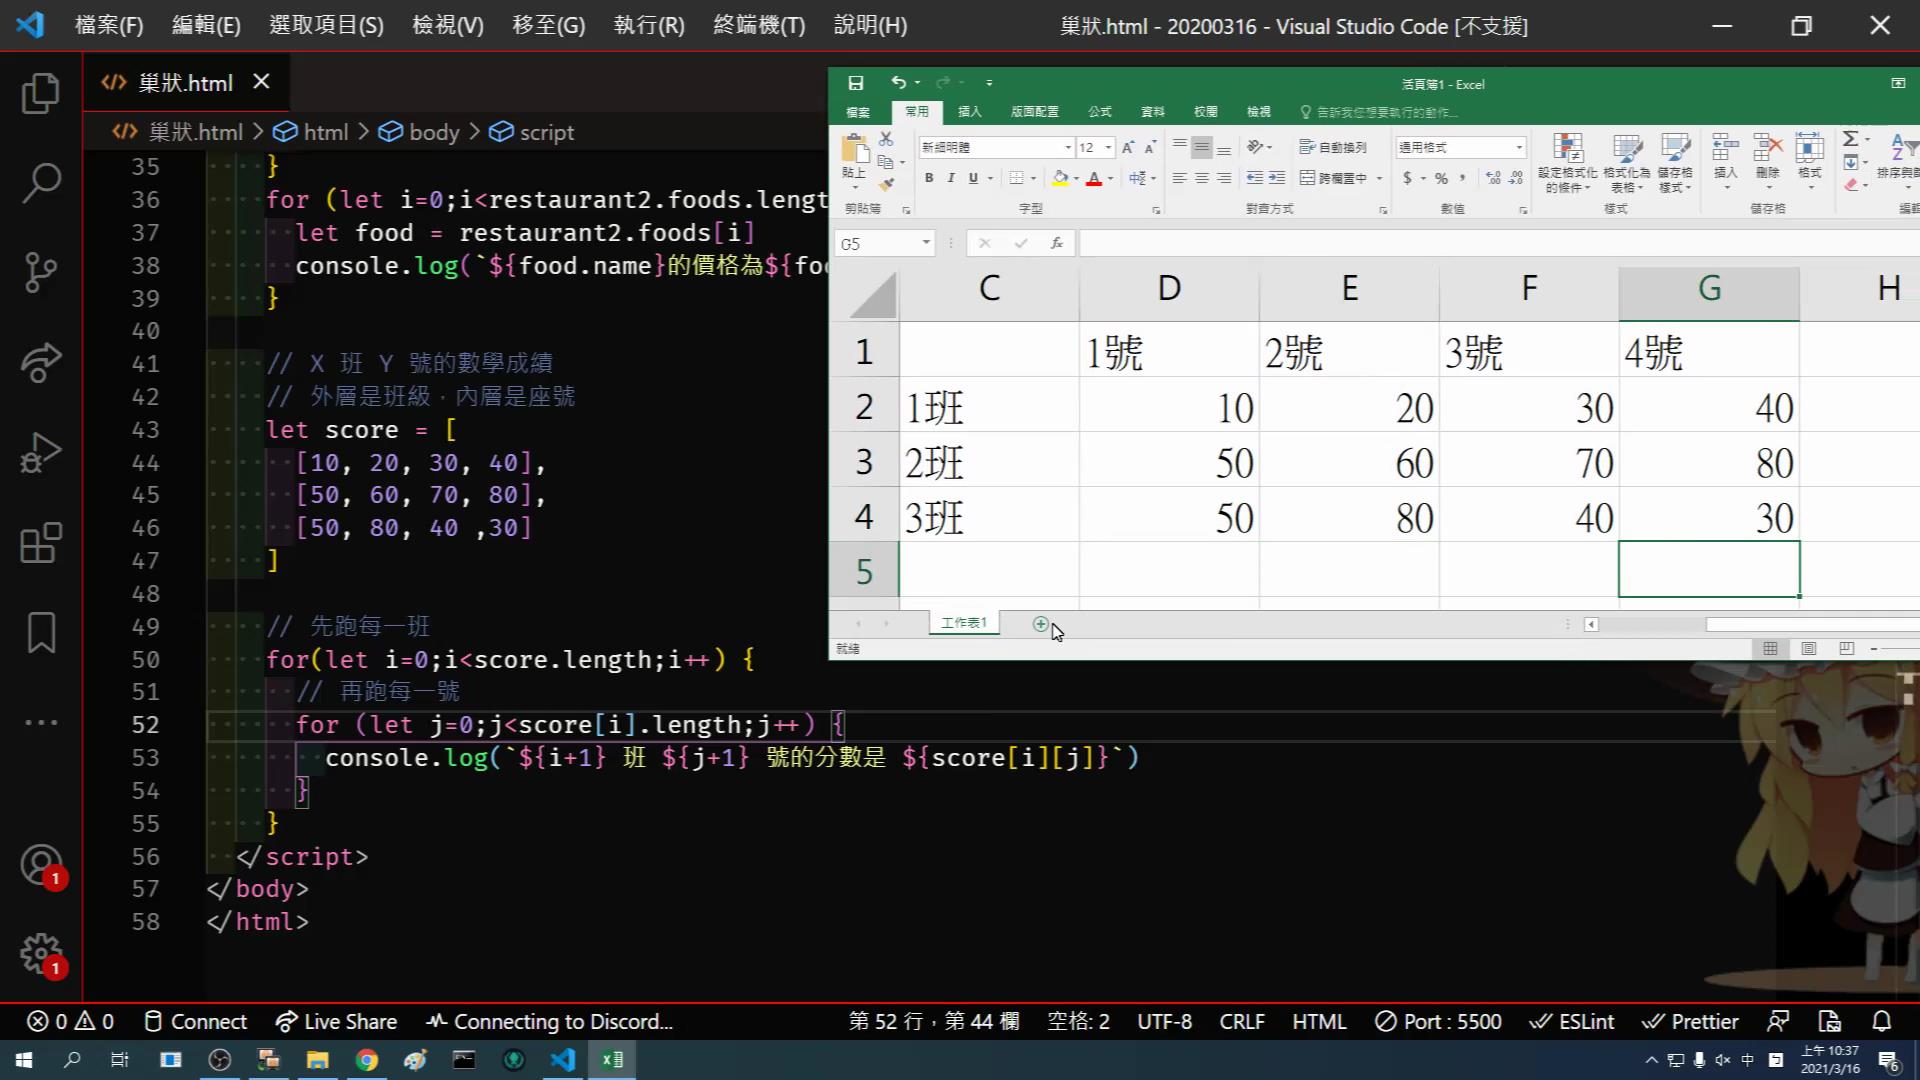 檔案(F) 編輯(E) 選取項目(S) 檢視(V) 移至(G) 執行(R) 終端機(T) 說明(H) 巢狀.html - 20200316 - Visual Studio Code [不支援]
巢狀.html
巢狀.html > html > body > script
35 }
36 for (let i=0;i<restaurant2.foods.lengt
37 let food = restaurant2.foods[i]
38 console.log(`${food.name}的價格為${foo
39 }
40
41 // X 班 Y 號的數學成績
42 // 外層是班級，內層是座號
43 let score = [
44 [10, 20, 30, 40],
45 [50, 60, 70, 80],
46 [50, 80, 40 ,30]
47 ]
48
49 // 先跑每一班
50 for(let i=0;i<score.length;i++) {
51 // 再跑每一號
52 for (let j=0;j<score[i].length;j++) {
53 console.log(`${i+1} 班 ${j+1} 號的分數是 ${score[i][j]}`)
54 }
55 }
56 </script>
57 </body>
58 </html>
活頁簿1 - Excel
檔案 常用 插入 版面配置 公式 資料 校閱 檢視 告訴我您想要執行的動作...
新細明體 12 自動換列 通用格式
貼上 B I U 跨欄置中 $ % 設定格式化的條件 格式化為表格 儲存格樣式 插入 刪除 格式
剪貼簿 字型 對齊方式 數值 樣式 儲存格
G5 fx
C D E F G H
1 1號 2號 3號 4號
2 1班 10 20 30 40
3 2班 50 60 70 80
4 3班 50 80 40 30
5
工作表1
就緒
1
1
0 0 Connect Live Share Connecting to Discord... 第 52 行，第 44 欄 空格: 2 UTF-8 CRLF HTML Port : 5500 ESLint Prettier
中 上午 10:37
2021/3/16 6